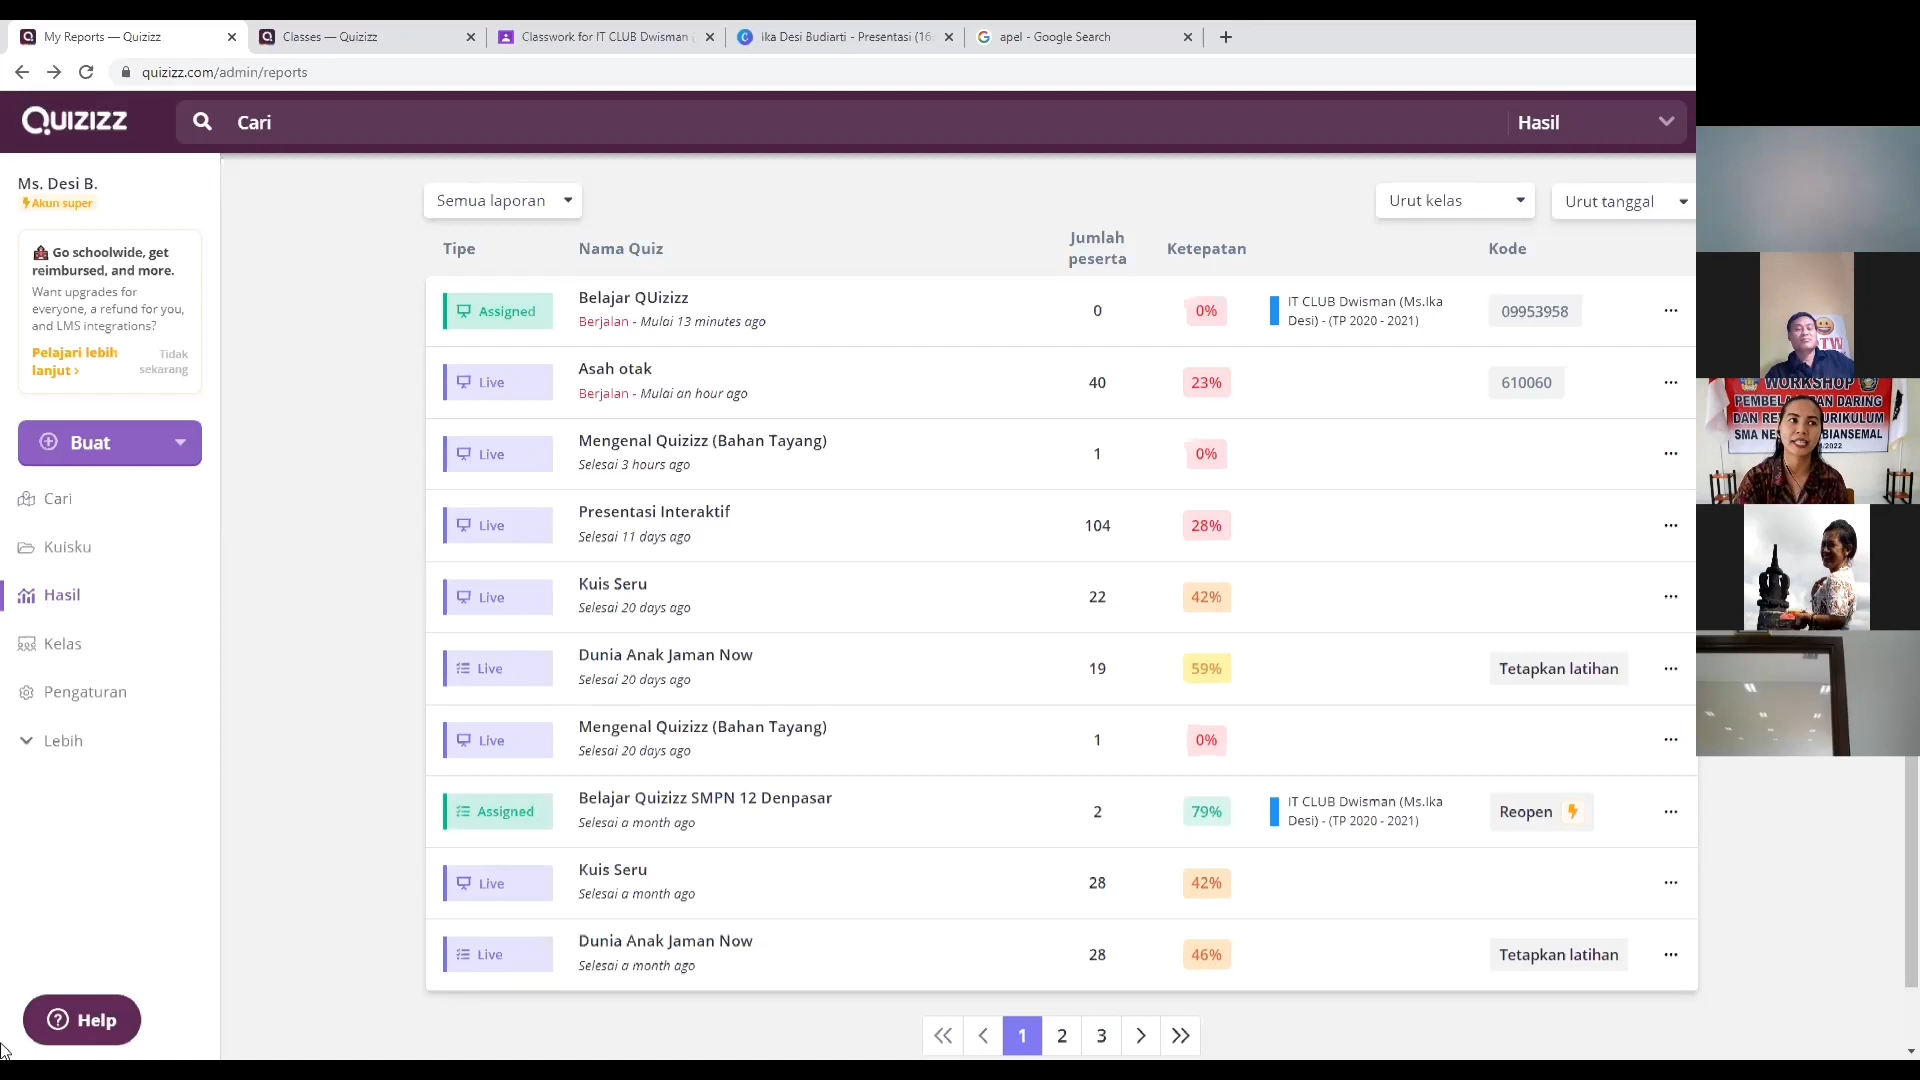 My Reports — Quizizz
Classes — Quizizz
Classwork for IT CLUB Dwisman
ika Desi Budiarti - Presentasi (16:
apel - Google Search
quizizz.com/admin/reports
Quizizz
Cari
Hasil
Ms. Desi B.
Akun super
Go schoolwide, get
reimbursed, and more.
Want upgrades for
everyone, a refund for you,
and LMS integrations?
Pelajari lebih
lanjut ›
Tidak
sekarang
Buat
Cari
Kuisku
Hasil
Kelas
Pengaturan
Lebih
Help
Semua laporan
Urut kelas
Urut tanggal
Tipe
Nama Quiz
Jumlah
peserta
Ketepatan
Kode
Assigned
Belajar QUizizz
Berjalan - Mulai 13 minutes ago
0
0%
IT CLUB Dwisman (Ms.Ika
Desi) - (TP 2020 - 2021)
09953958
Live
Asah otak
Berjalan - Mulai an hour ago
40
23%
610060
Live
Mengenal Quizizz (Bahan Tayang)
Selesai 3 hours ago
1
0%
Live
Presentasi Interaktif
Selesai 11 days ago
104
28%
Live
Kuis Seru
Selesai 20 days ago
22
42%
Live
Dunia Anak Jaman Now
Selesai 20 days ago
19
59%
Tetapkan latihan
Live
Mengenal Quizizz (Bahan Tayang)
Selesai 20 days ago
1
0%
Assigned
Belajar Quizizz SMPN 12 Denpasar
Selesai a month ago
2
79%
IT CLUB Dwisman (Ms.Ika
Desi) - (TP 2020 - 2021)
Reopen
Live
Kuis Seru
Selesai a month ago
28
42%
Live
Dunia Anak Jaman Now
Selesai a month ago
28
46%
Tetapkan latihan
1
2
3
WORKSHOP
DARING
SMA
BIANSEMAL